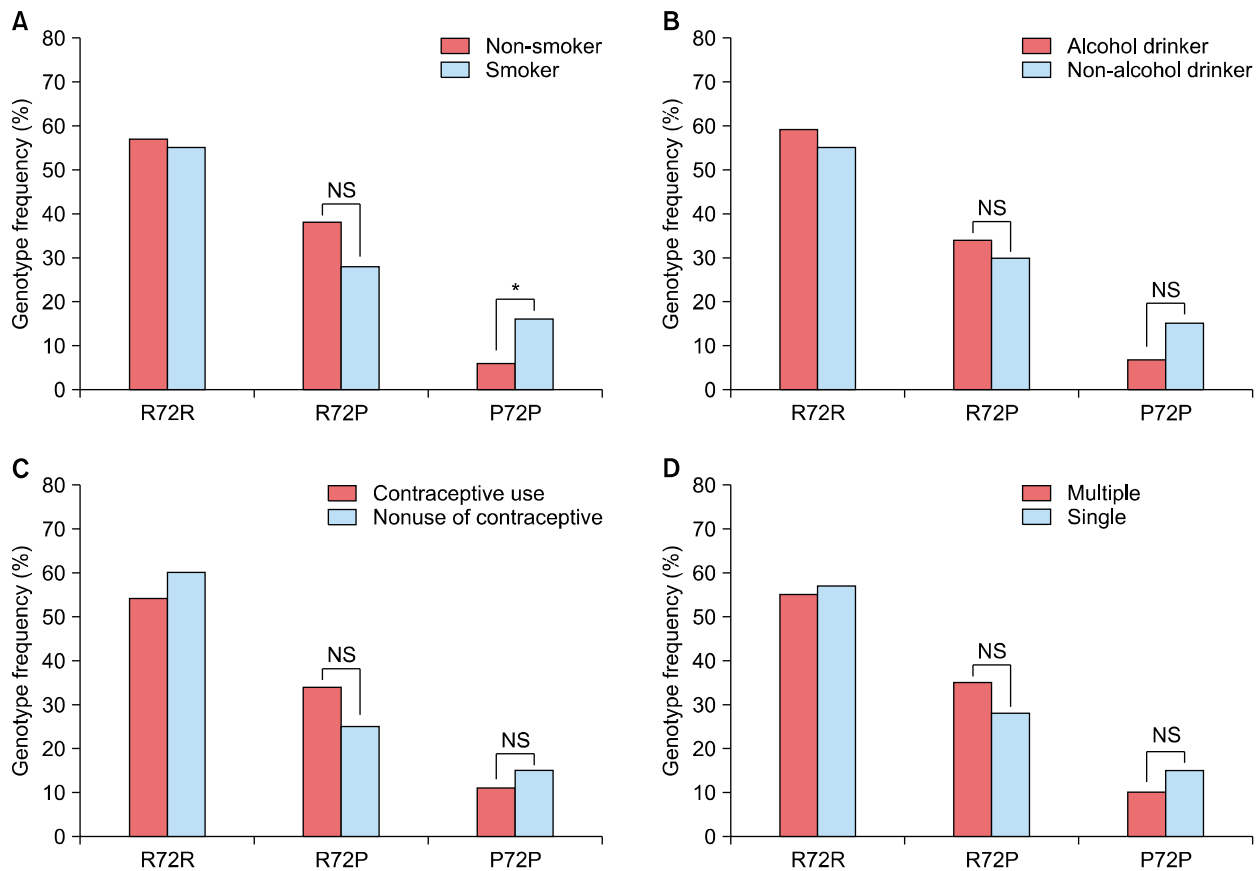 A
Non-smoker
Smoker
Genotype frequency (%)
80
70
60
50
40
30
20
10
0
NS
*
R72R R72P P72P
B
Alcohol drinker
Non-alcohol drinker
Genotype frequency (%)
80
70
60
50
40
30
20
10
0
NS
NS
R72R R72P P72P
C
Contraceptive use
Nonuse of contraceptive
Genotype frequency (%)
80
70
60
50
40
30
20
10
0
NS
NS
R72R R72P P72P
D
Multiple
Single
Genotype frequency (%)
80
70
60
50
40
30
20
10
0
NS
NS
R72R R72P P72P